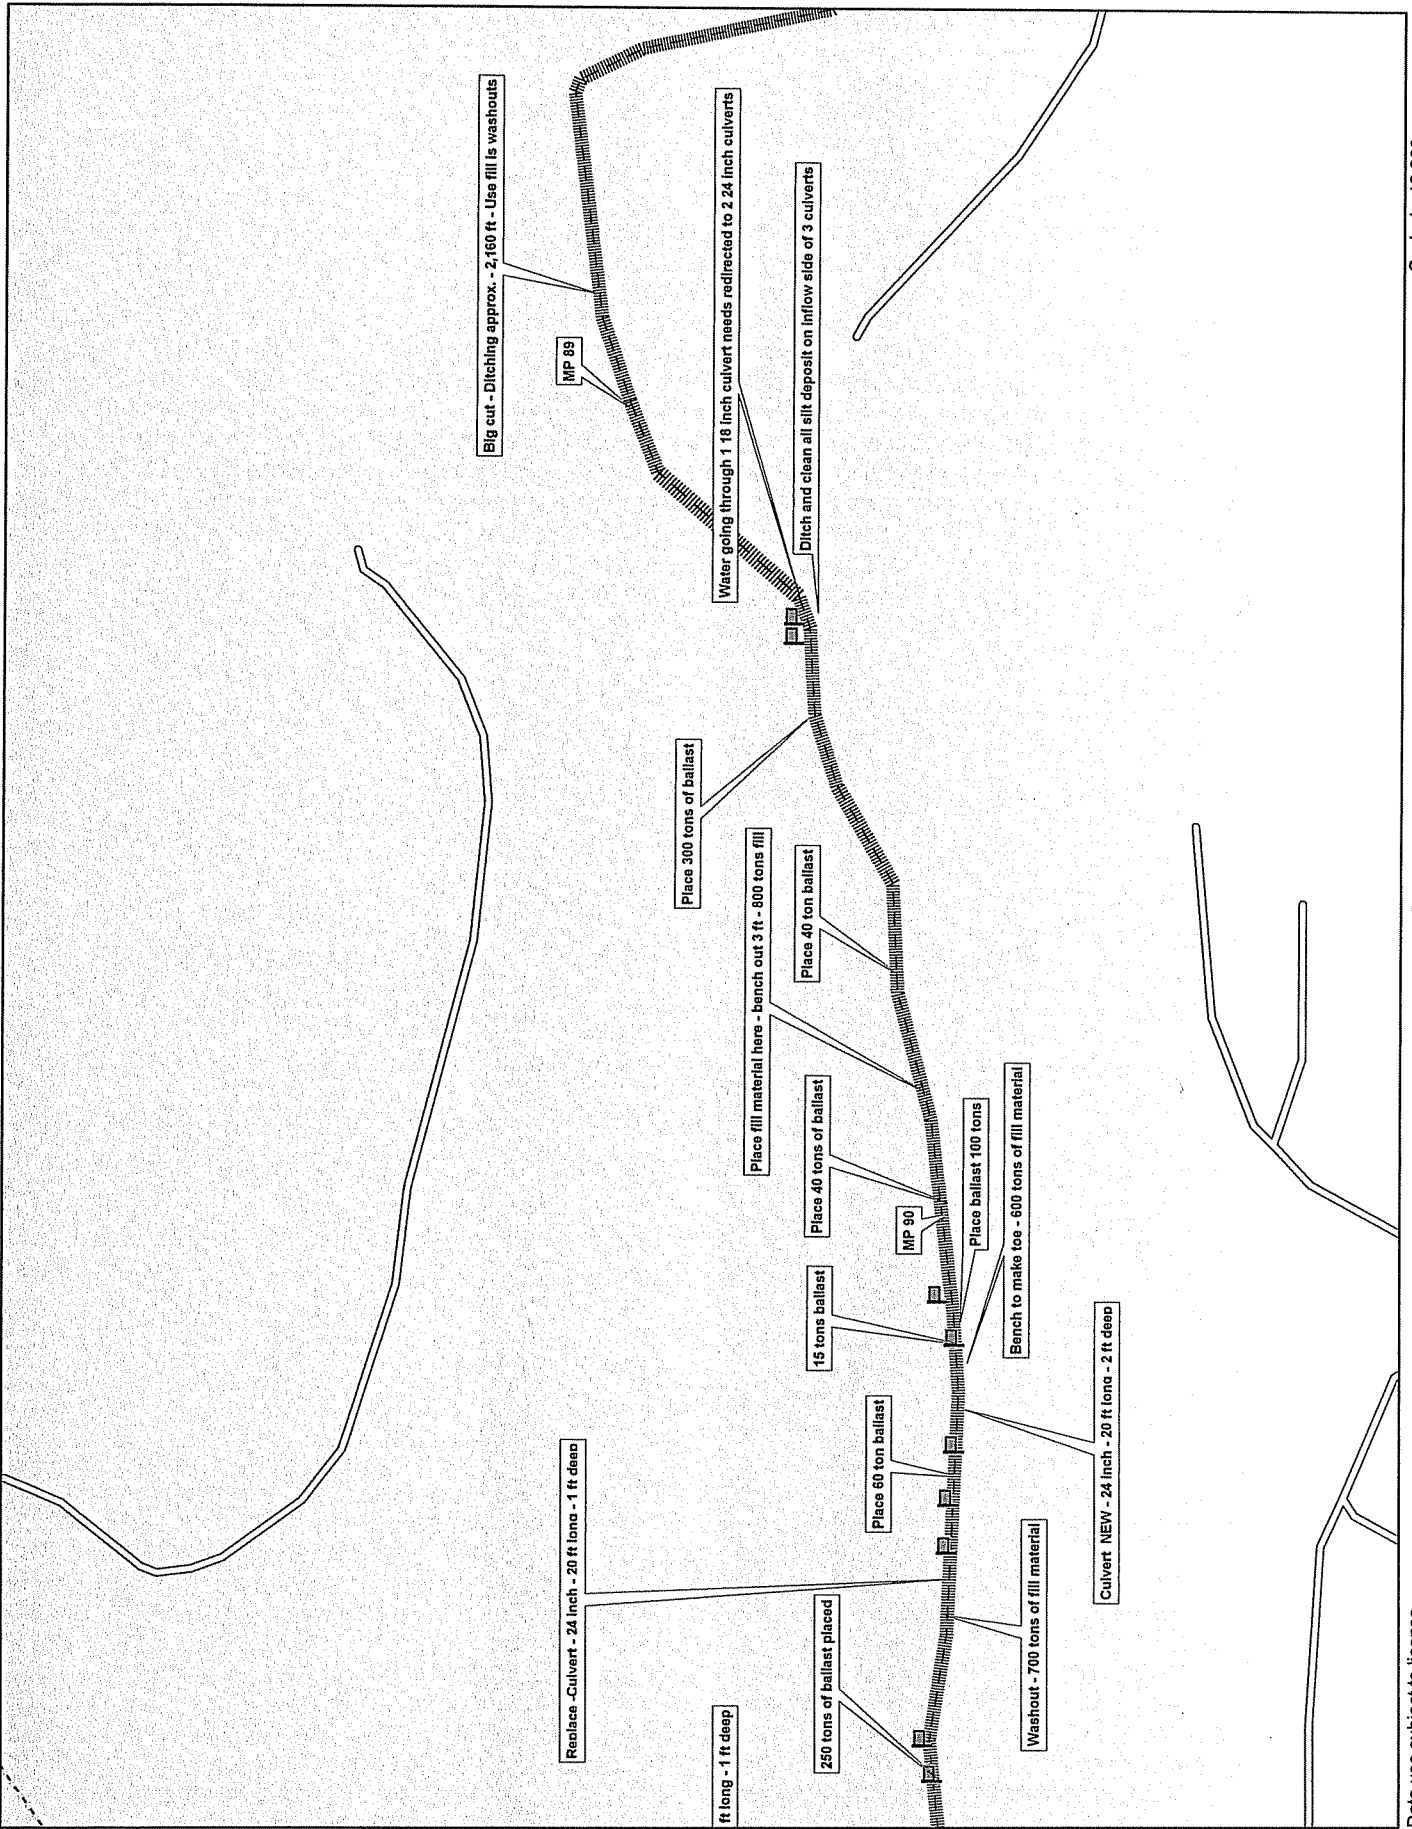 Big cut - Ditching approx. - 2,160 ft - Use fill is washouts
MP 89
Water going through 1 18 inch culvert needs redirected to 2 24 inch culverts
Ditch and clean all silt deposit on inflow side of 3 culverts
Place 300 tons of ballast
Place fill material here - bench out 3 ft - 800 tons fill
Place 40 ton ballast
Place 40 tons of ballast
MP 90
Place ballast 100 tons
Bench to make toe - 600 tons of fill material
15 tons ballast
Culvert NEW - 24 inch - 20 ft long - 2 ft deep
Place 60 ton ballast
Replace -Culvert - 24 inch - 20 ft long - 1 ft deep
Washout - 700 tons of fill material
250 tons of ballast placed
ft long - 1 ft deep
Data use subject to license.